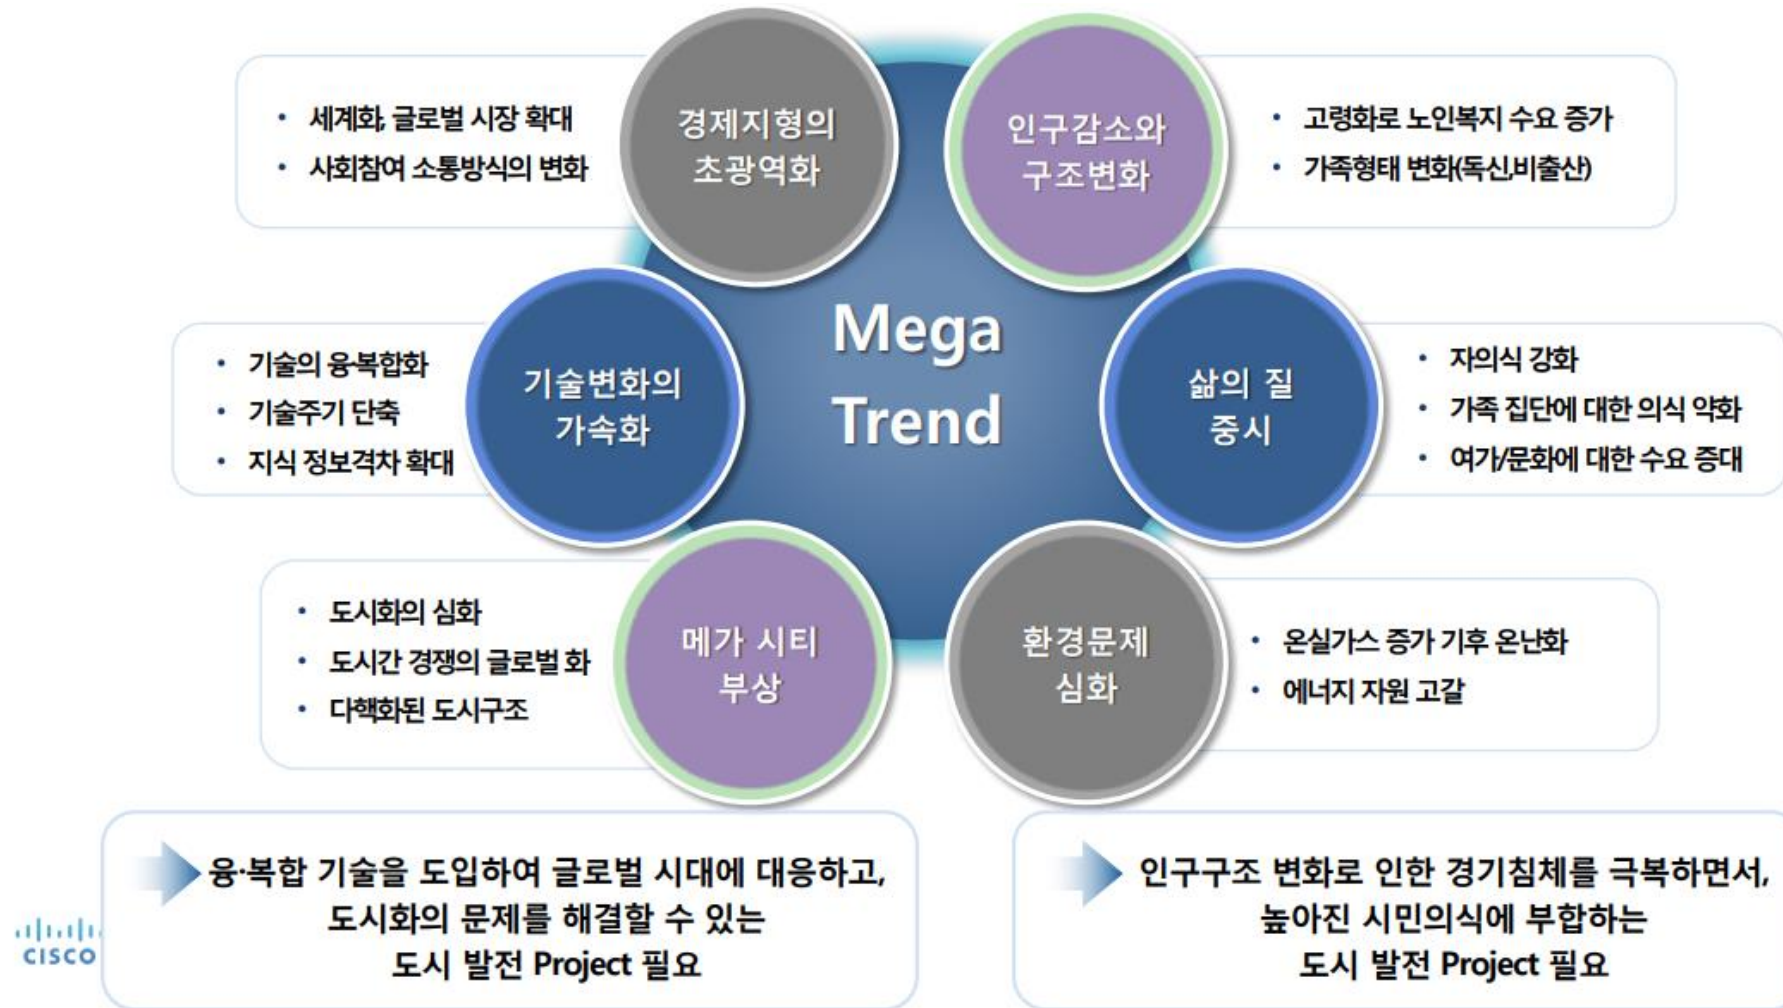 경제지형의
초광역화
• 세계화, 글로벌 시장 확대
• 사회참여 소통방식의 변화
인구감소와
구조변화
• 고령화로 노인복지 수요 증가
• 가족형태 변화(독신,비출산)
Mega
Trend
기술변화의
가속화
• 기술의 융·복합화
• 기술주기 단축
• 지식 정보격차 확대
삶의 질
중시
• 자의식 강화
• 가족 집단에 대한 의식 약화
• 여가/문화에 대한 수요 증대
메가 시티
부상
• 도시화의 심화
• 도시간 경쟁의 글로벌 화
• 다핵화된 도시구조
환경문제
심화
• 온실가스 증가 기후 온난화
• 에너지 자원 고갈
융·복합 기술을 도입하여 글로벌 시대에 대응하고,
도시화의 문제를 해결할 수 있는
도시 발전 Project 필요
인구구조 변화로 인한 경기침체를 극복하면서,
높아진 시민의식에 부합하는
도시 발전 Project 필요
CISCO